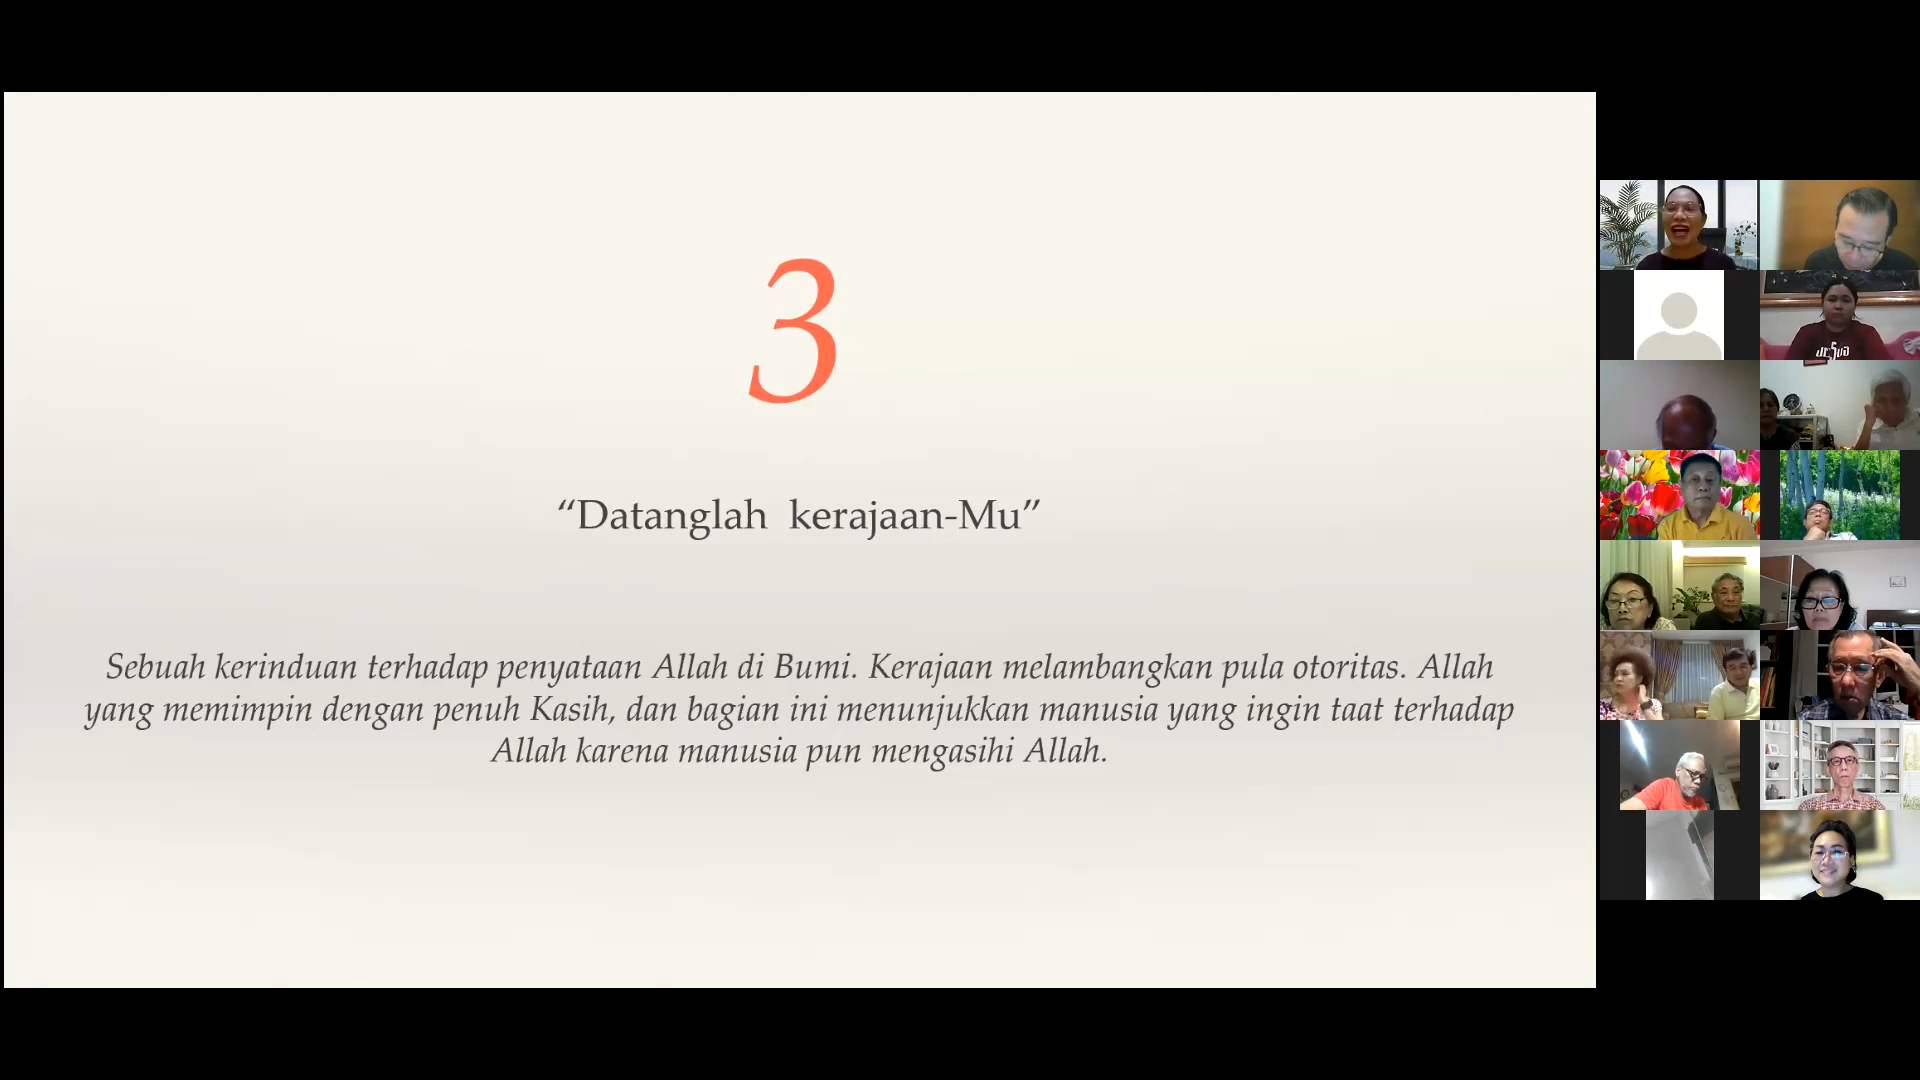 3
“Datanglah kerajaan-Mu”
Sebuah kerinduan terhadap penyataan Allah di Bumi. Kerajaan melambangkan pula otoritas. Allah
yang memimpin dengan penuh Kasih, dan bagian ini menunjukkan manusia yang ingin taat terhadap
Allah karena manusia pun mengasihi Allah.